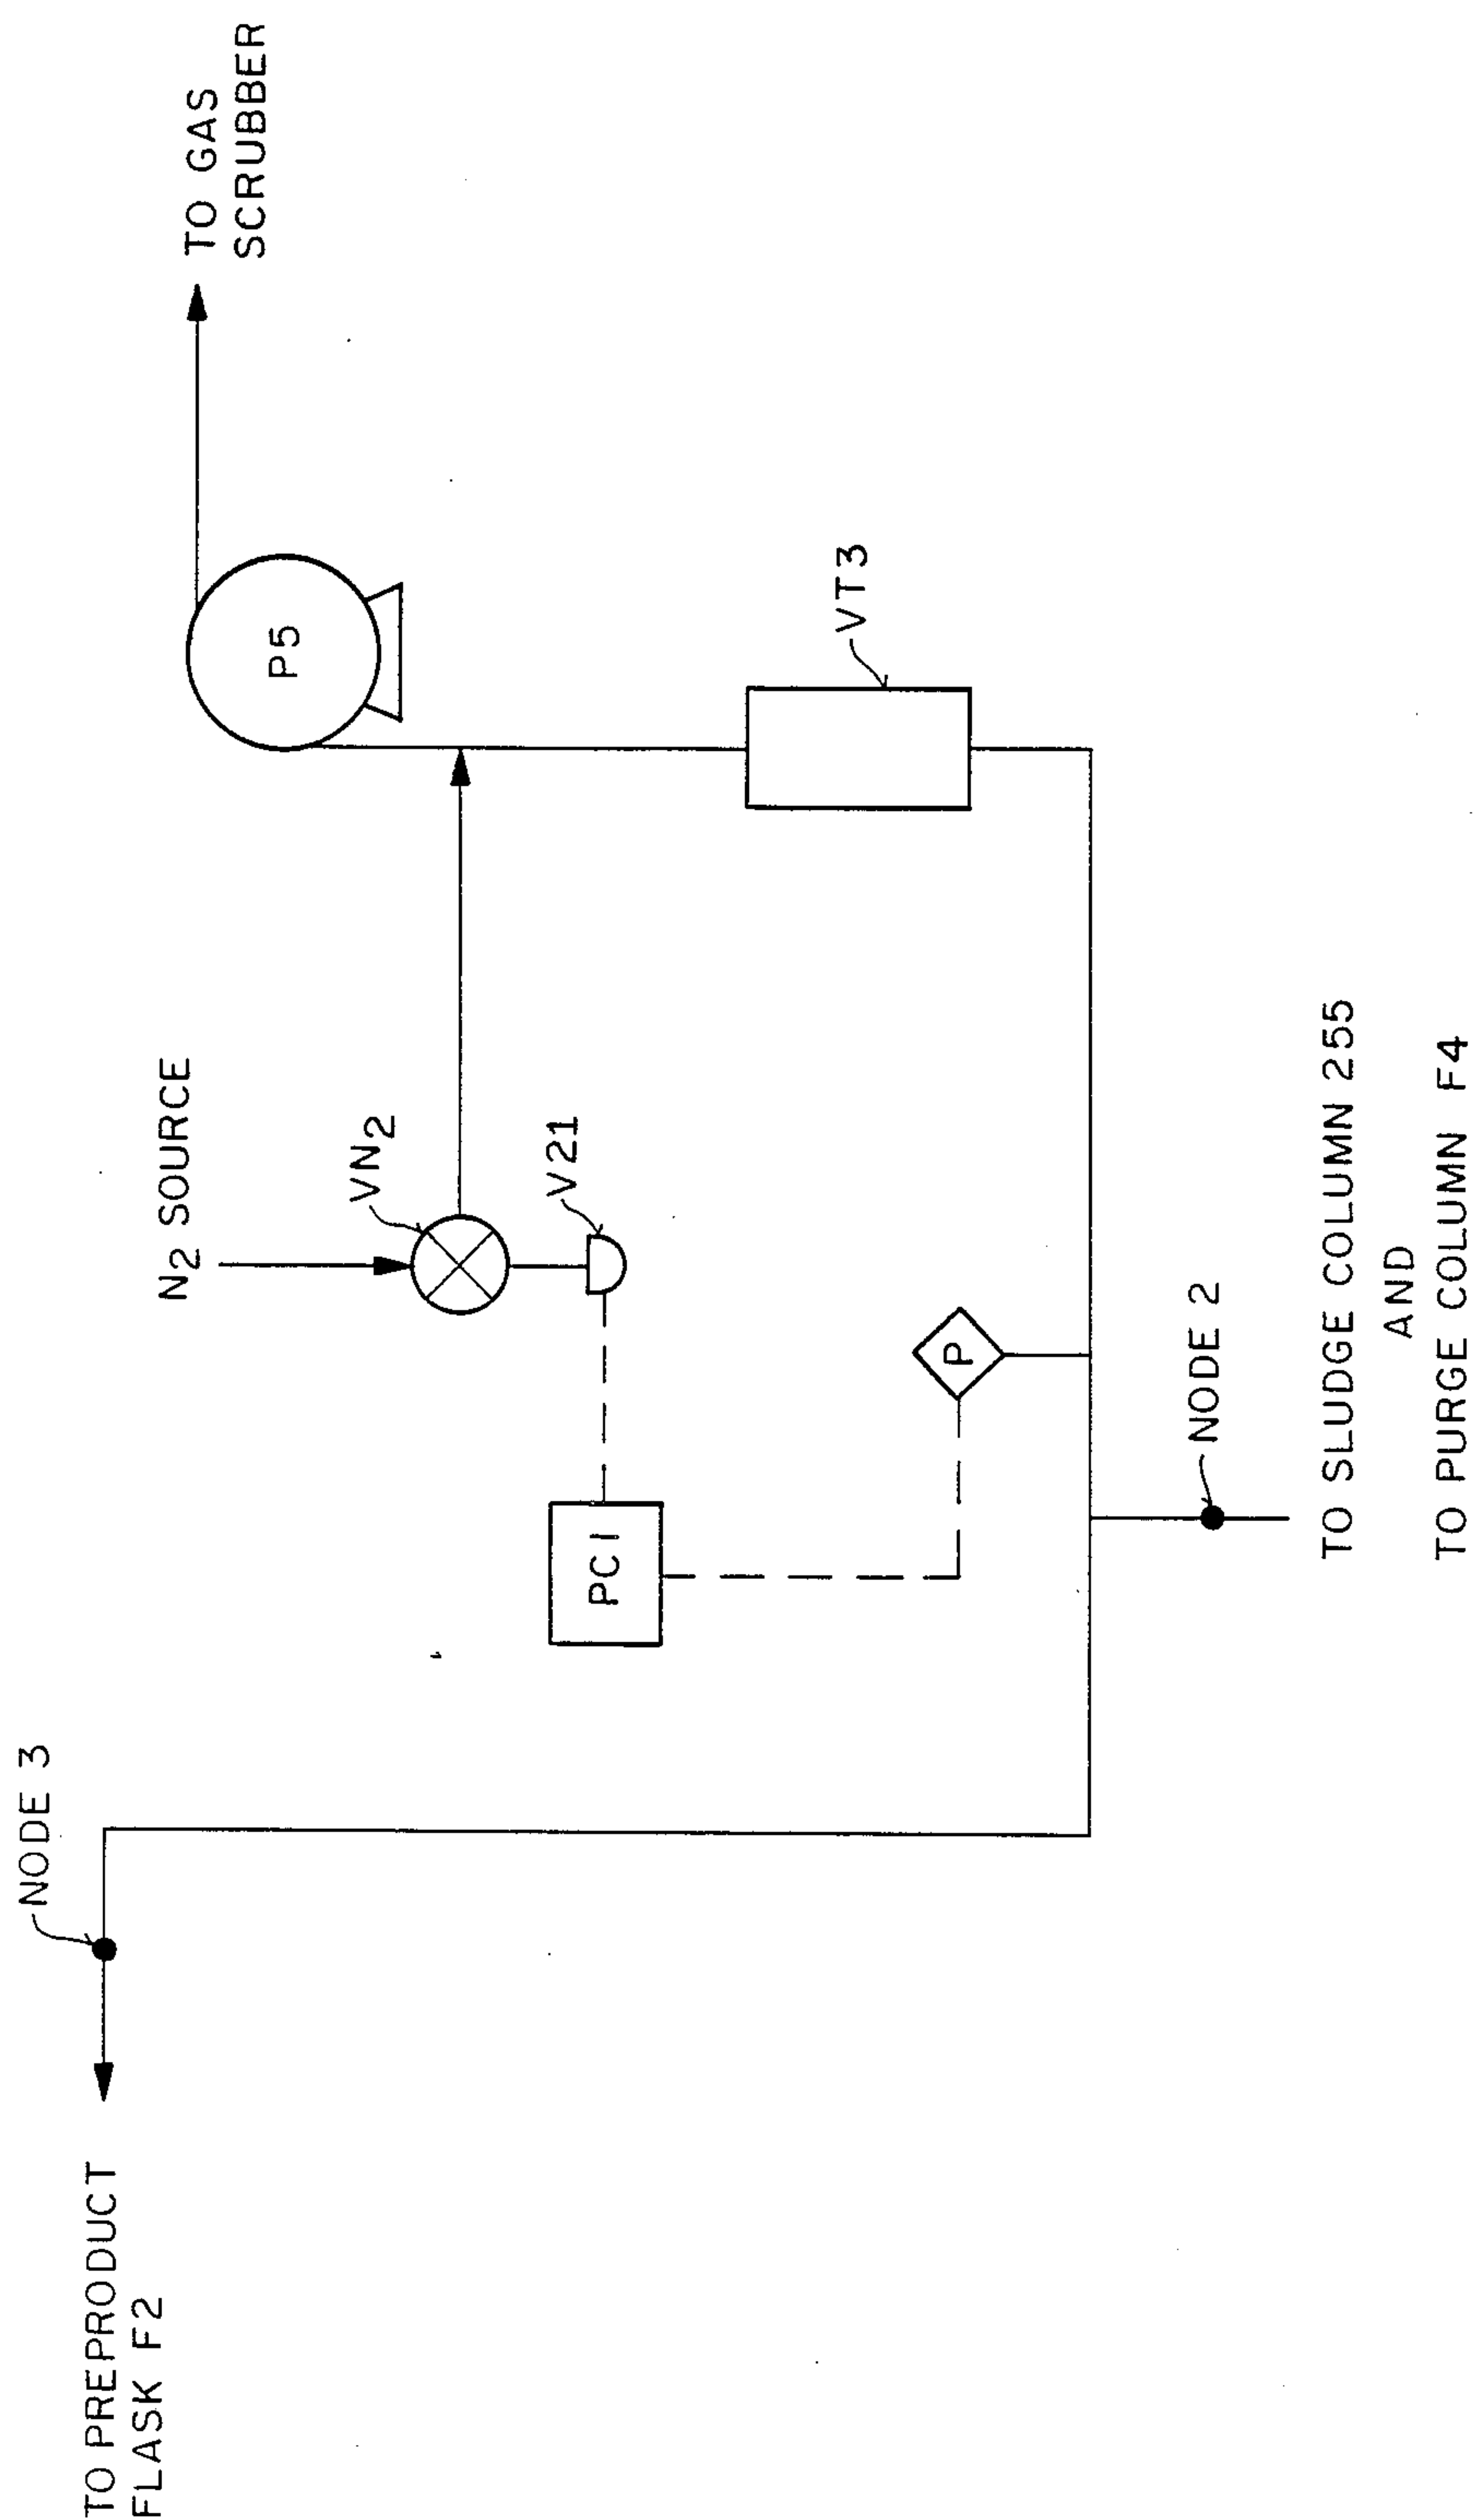 TO PREPRODUCT
FLASK F2
NODE 3
N2 SOURCE
VN2
V21
PC1
P
P5
TO GAS
SCRUBBER
VT3
NODE 2
TO SLUDGE COLUMN 255
AND
TO PURGE COLUMN F4